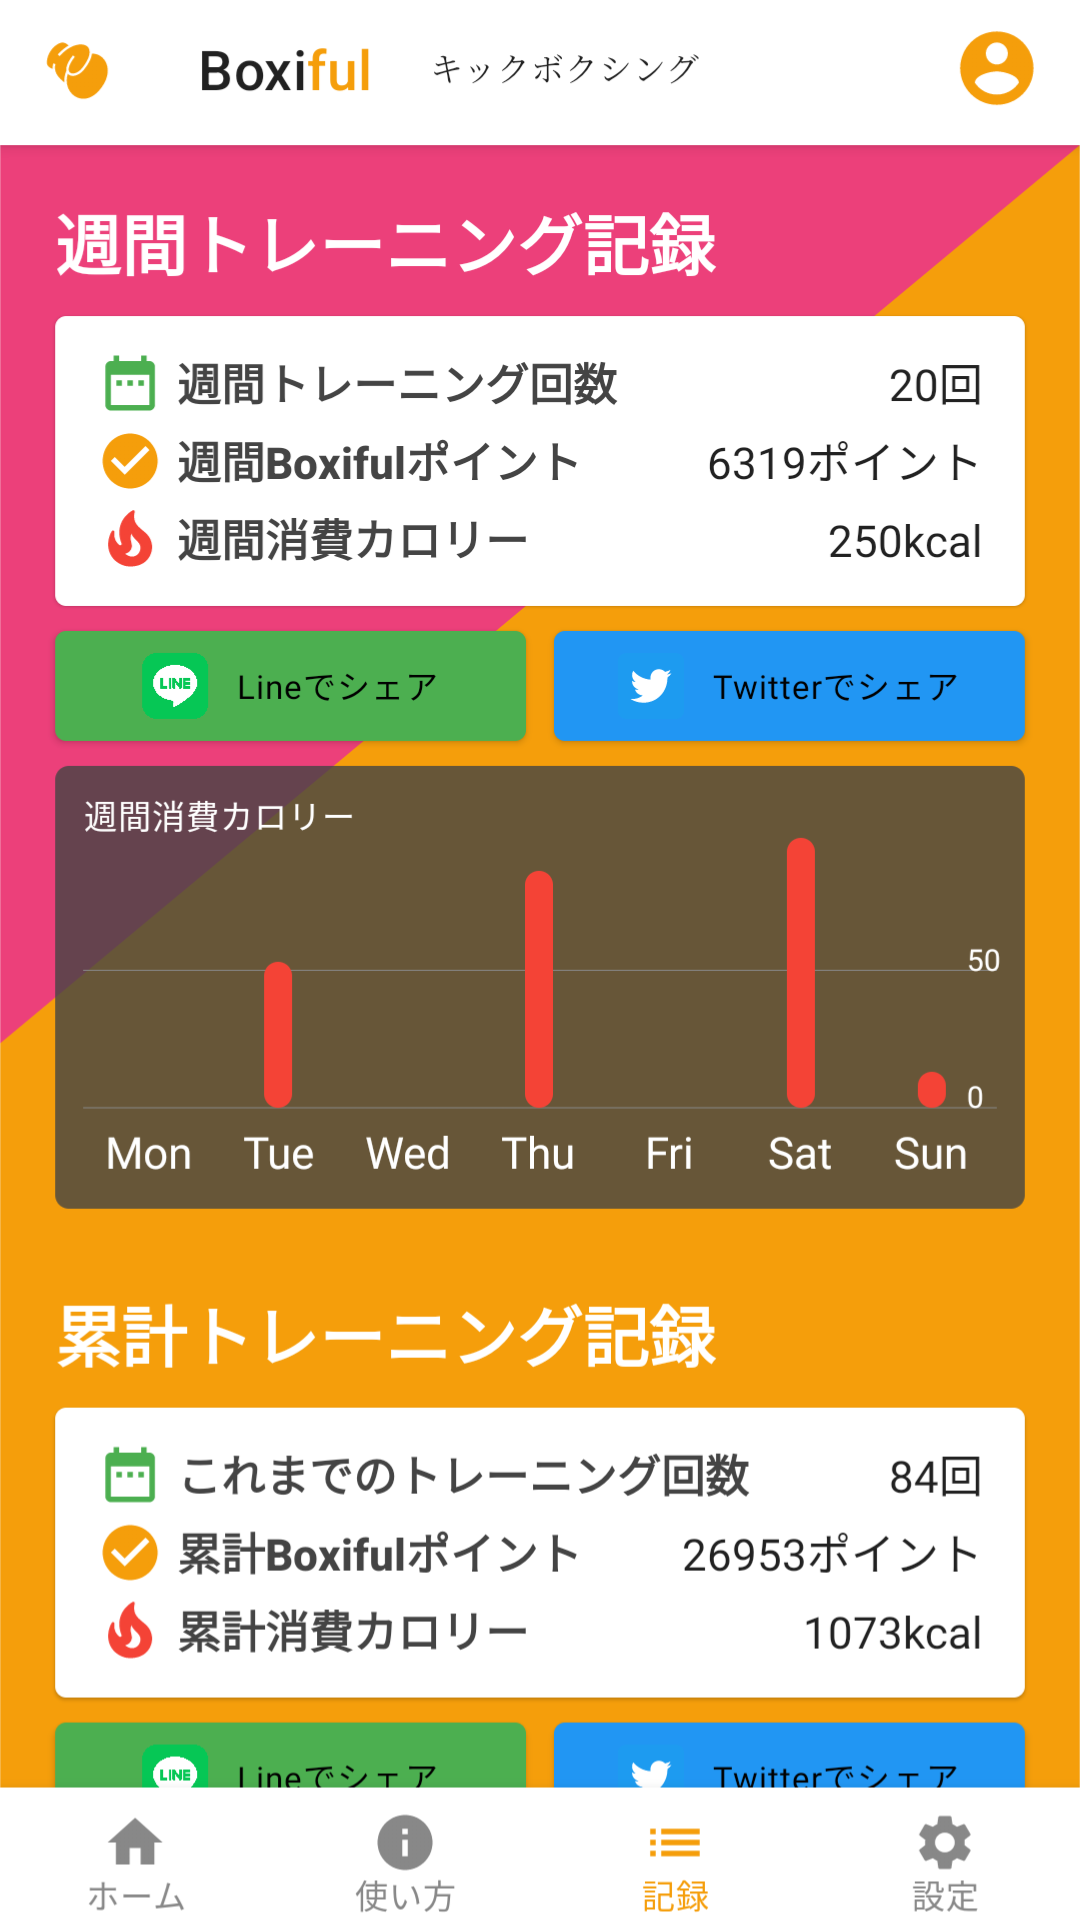 Boxiful キックボクシング
週間トレーニング記録
週間トレーニング回数 20回
週間Boxifulポイント 6319ポイント
週間消費カロリー 250kcal
LINE Lineでシェア Twitterでシェア
週間消費カロリー
50
0
Mon Tue Wed Thu Fri Sat Sun
累計トレーニング記録
これまでのトレーニング回数 84回
累計Boxifulポイント 26953ポイント
累計消費カロリー 1073kcal
LINE Lineでシェア Twitterでシェア
ホーム 使い方 記録 設定